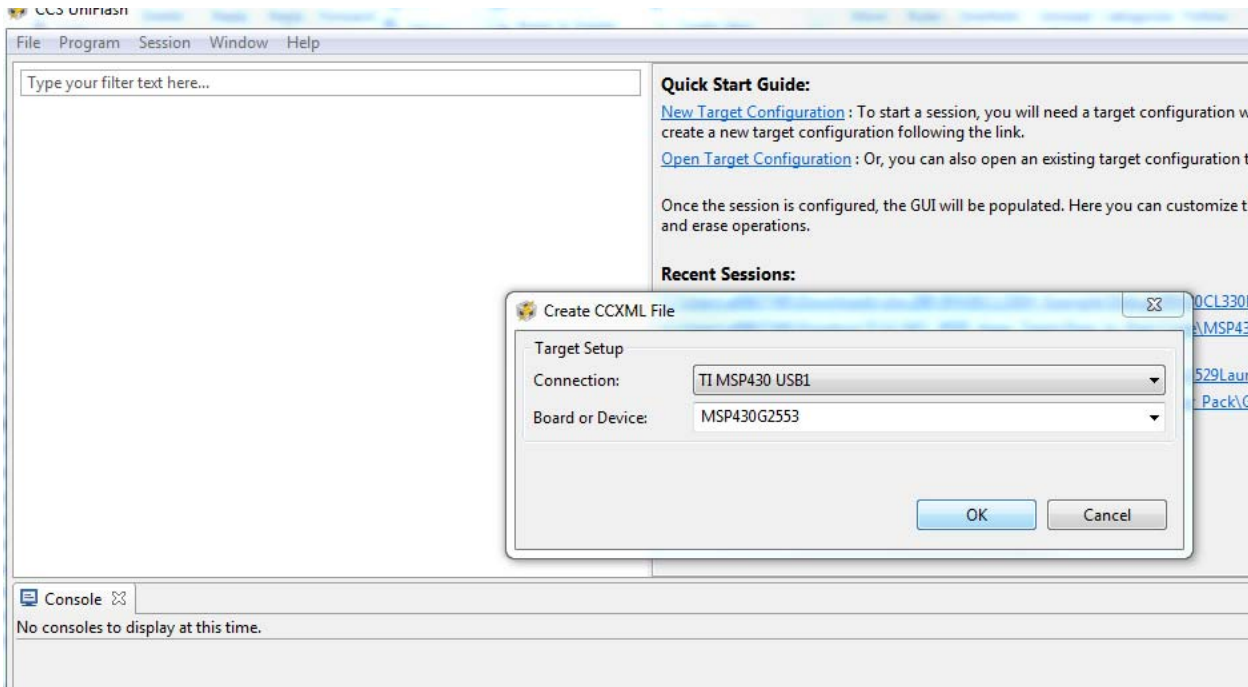 CCS UniFlash
File Program Session Window Help
Type your filter text here...
Quick Start Guide:
New Target Configuration : To start a session, you will need a target configuration
create a new target configuration following the link.
Open Target Configuration : Or, you can also open an existing target configuration
Once the session is configured, the GUI will be populated. Here you can customize
and erase operations.
Recent Sessions:
0CL330
Create CCXML File
\MSP43
Target Setup
Connection: TI MSP430 USB1
529Laun
Board or Device: MSP430G2553
Pack\
OK Cancel
Console
No consoles to display at this time.